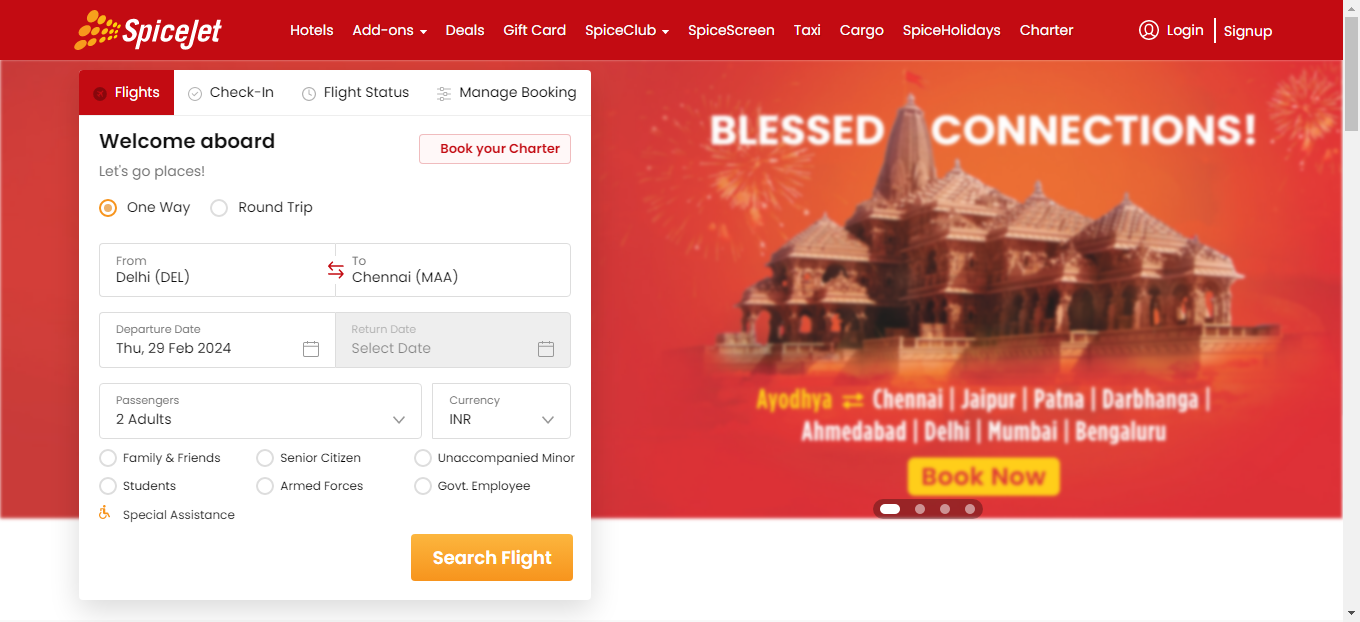 SpiceJet
Hotels Add-ons Deals Gift Card SpiceClub SpiceScreen Taxi Cargo SpiceHolidays Charter Login Signup
Flights Check-In Flight Status Manage Booking
Welcome aboard
Book your Charter
Let's go places!
One Way Round Trip
From To
Delhi (DEL) Chennai (MAA)
Departure Date Return Date
Thu, 29 Feb 2024 Select Date
Passengers Currency
2 Adults INR
Family & Friends Senior Citizen Unaccompanied Minor
Students Armed Forces Govt. Employee
Special Assistance
Search Flight
BLESSED CONNECTIONS!
Ayodhya ⇄ Chennai | Jaipur | Patna | Darbhanga |
Ahmedabad | Delhi | Mumbai | Bengaluru
Book Now